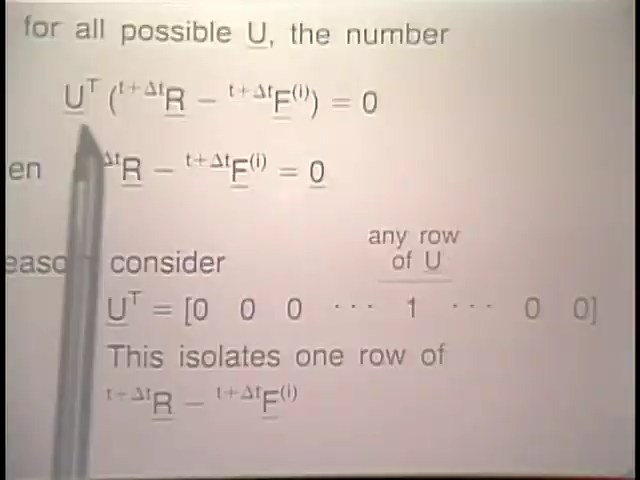 for all possible U, the number
U^T (^{t+Δt}R − ^{t+Δt}F^{(i)}) = 0
en ^{Δt}R − ^{t+Δt}F^{(i)} = 0
any row
of U
easo consider
U^T = [0 0 0 ··· 1 ··· 0 0]
This isolates one row of
^{t+Δt}R − ^{t+Δt}F^{(i)}